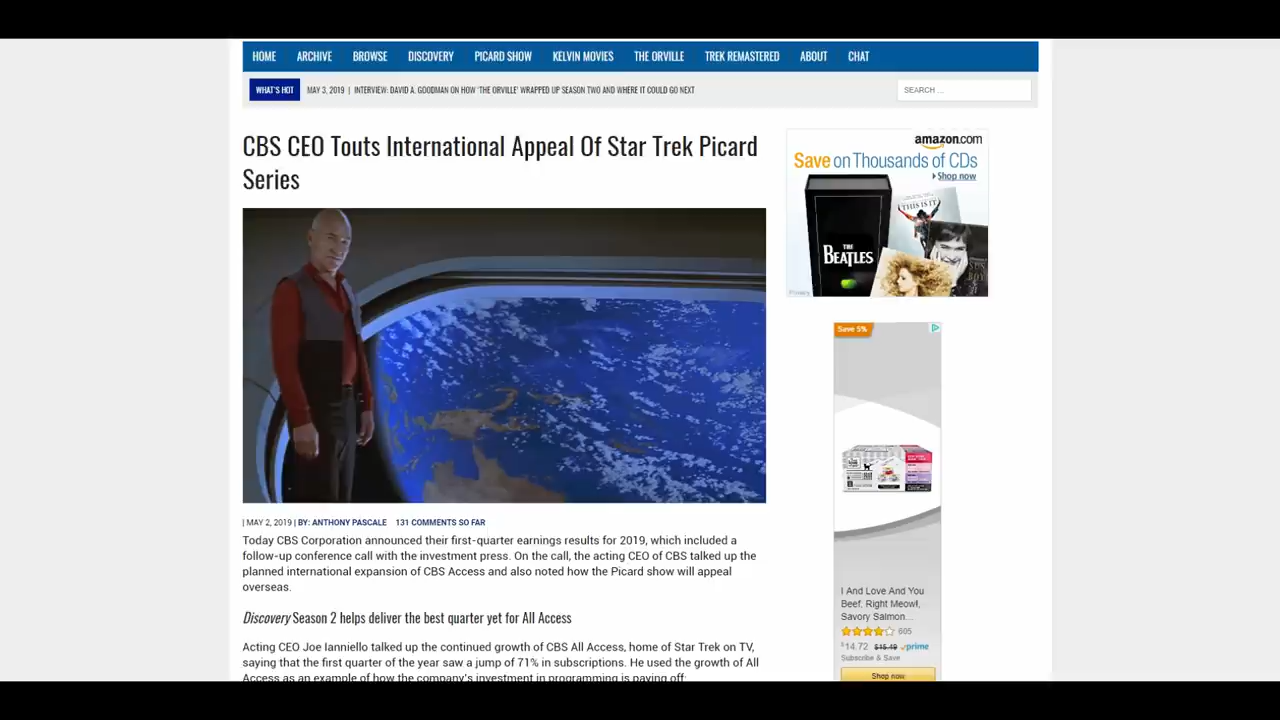 HOME ARCHIVE BROWSE DISCOVERY PICARD SHOW KELVIN MOVIES THE ORVILLE TREK REMASTERED ABOUT CHAT
WHAT'S HOT MAY 3, 2019 | INTERVIEW: DAVID A. GOODMAN ON HOW 'THE ORVILLE' WRAPPED UP SEASON TWO AND WHERE IT COULD GO NEXT SEARCH ...
CBS CEO Touts International Appeal Of Star Trek Picard
Series
amazon.com
Save on Thousands of CDs
Shop now
THIS IS IT
THE
BEATLES
Privacy
Save 5%
| MAY 2, 2019 | BY: ANTHONY PASCALE 131 COMMENTS SO FAR
Today CBS Corporation announced their first-quarter earnings results for 2019, which included a
follow-up conference call with the investment press. On the call, the acting CEO of CBS talked up the
planned international expansion of CBS Access and also noted how the Picard show will appeal
overseas.
Discovery Season 2 helps deliver the best quarter yet for All Access
Acting CEO Joe Ianniello talked up the continued growth of CBS All Access, home of Star Trek on TV,
saying that the first quarter of the year saw a jump of 71% in subscriptions. He used the growth of All
Access as an example of how the company's investment in programming is paying off:
I And Love And You
Beef, Right Meow!,
Savory Salmon...
605
$14.72 $15.49 prime
Subscribe & Save
Shop now